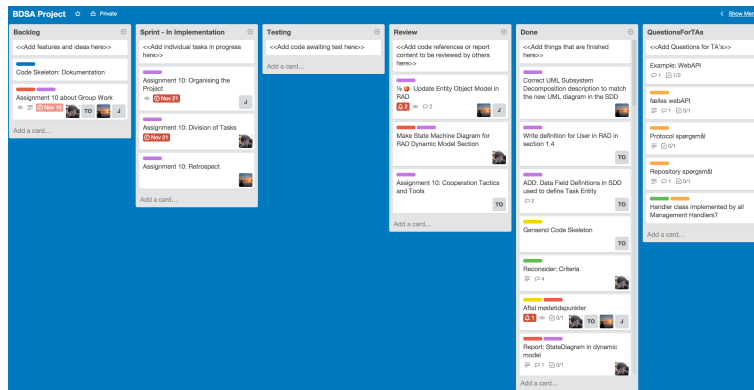 BDSA Project ☆ Private
Show Men
Backlog
<<Add features and ideas here>>
Code Skeleton: Dokumentation
Assignment 10 about Group Work
Nov 19
TO J
Add a card…
Sprint - In Implementation
<<Add individual tasks in progress
here>>
Assignment 10: Organising the
Project
Nov 21
J
Assignment 10: Division of Tasks
Nov 21
Assignment 10: Retrospect
Add a card…
Testing
<<Add code awaiting test here>>
Add a card…
Review
<<Add code references or report
content to be reviewed by others
here>>
Update Entity Object Model in
RAD
2 2
J
Make State Machine Diagram for
RAD Dynamic Model Section
Assignment 10: Cooperation Tactics
and Tools
TO
Add a card…
Done
<<Add things that are finished
here>>
Correct UML Subsystem
Decomposition description to match
the new UML diagram in the SDD
Write definition for User in RAD in
section 1.4
TO
ADD: Data Field Definitions in SDD
used to define Task Entity
2
TO
Gensend Code Skeleton
TO
Reconsider: Criteria
4
Aftal mødetidspunkter
1 0/1
TO J
Report: StateDiagram in dynamic
model
1 0/1
Add a card…
QuestionsForTAs
<<Add Questions for TA's>>
Example: WebAPI
1 1/2
fælles webAPI
1 0/1
Protocol spørgsmål
0/1
Repository spørgsmål
1 0/1
Handler class implemented by all
Management Handlers?
Add a card…